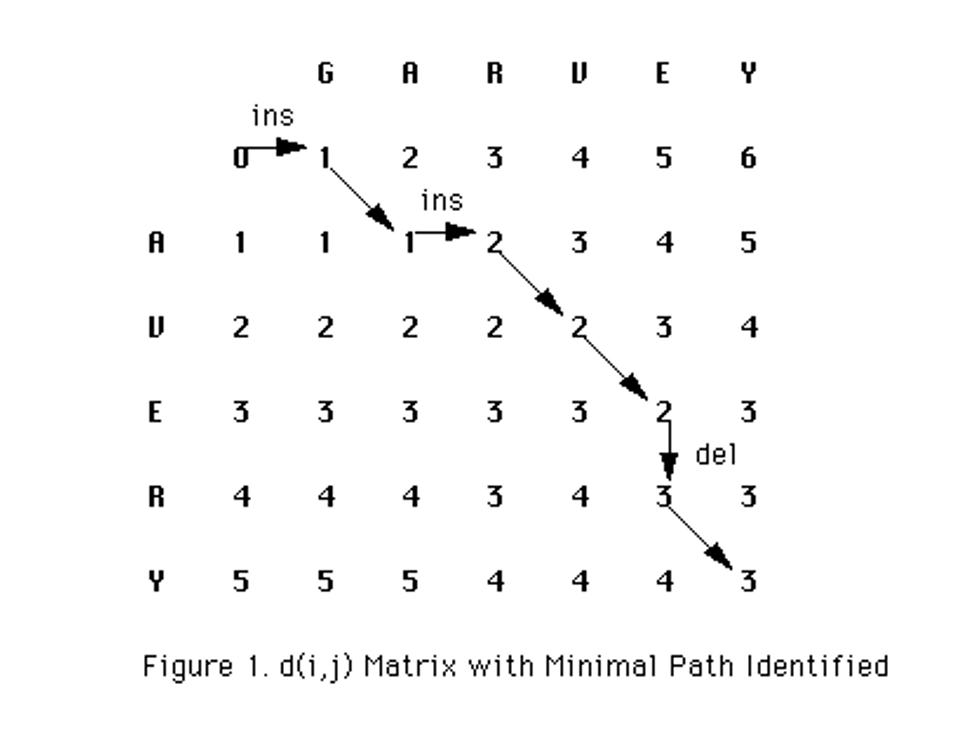 G A R V E Y
ins
0 1 2 3 4 5 6
ins
A 1 1 1 2 3 4 5
V 2 2 2 2 2 3 4
E 3 3 3 3 3 2 3
del
R 4 4 4 3 4 3 3
Y 5 5 5 4 4 4 3
Figure 1. d(i,j) Matrix with Minimal Path Identified